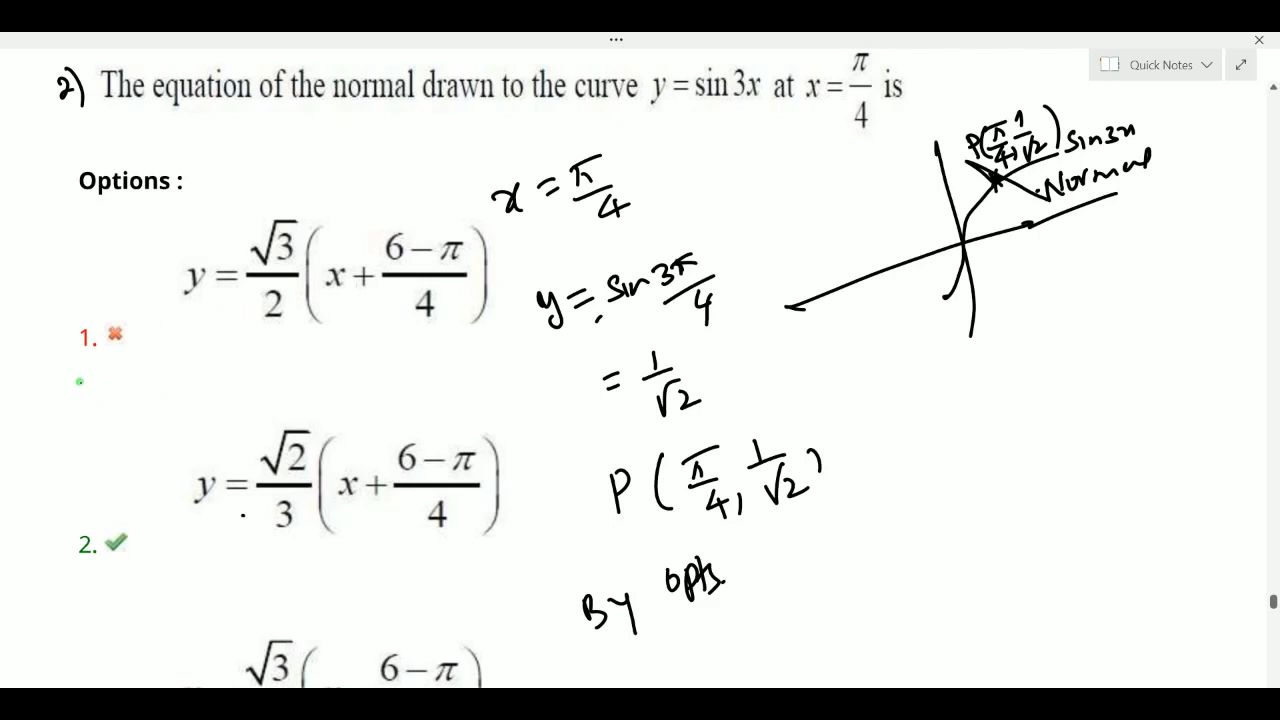 ...
Quick Notes
2) The equation of the normal drawn to the curve y = sin 3x at x = π/4 is
Options :
y = √3/2 ( x + (6 − π)/4 )
1.
y = √2/3 ( x + (6 − π)/4 )
2.
√3 ( 6 − π )
x = π/4
y = sin 3π/4
= 1/√2
P ( π/4, 1/√2 )
By opts.
P(π/4, 1/√2)
Sin3x
Normal